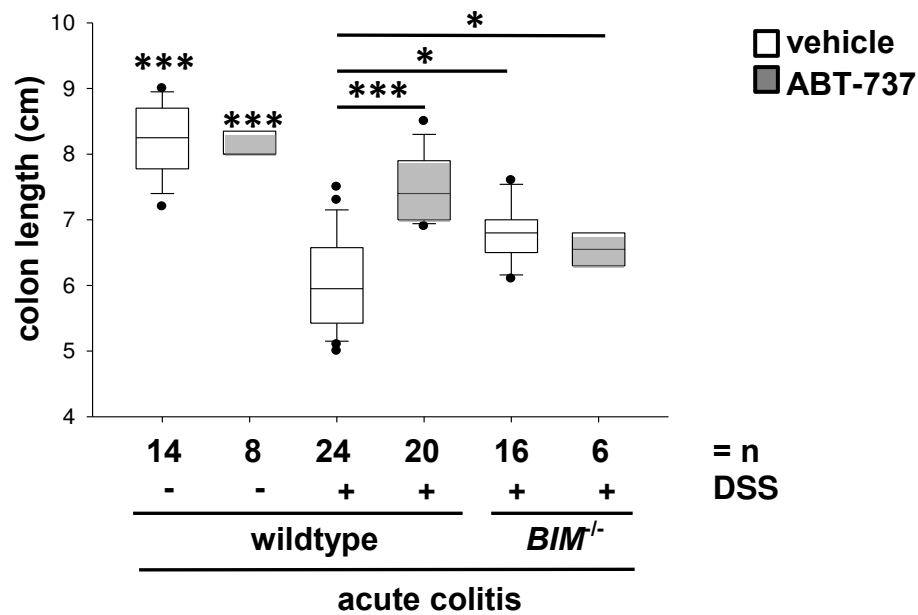 10
9
8
7
6
5
4
colon length (cm)
***
***
***
*
*
vehicle
ABT-737
14 8 24 20 16 6 = n
- - + + + + DSS
wildtype BIM-/-
acute colitis